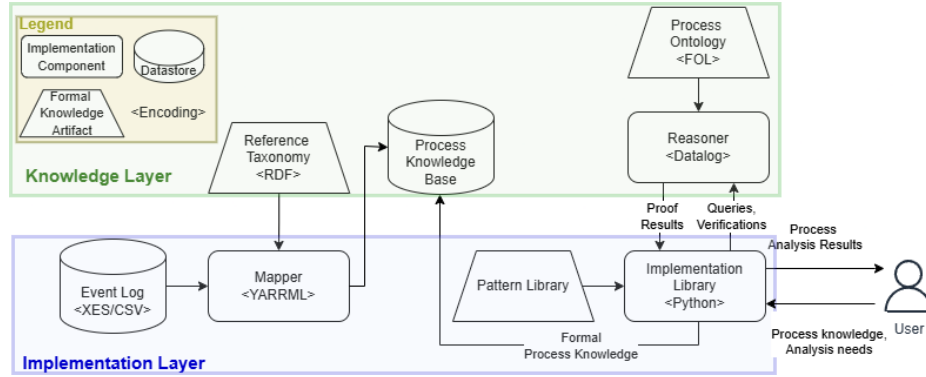 Legend
Implementation
Component
Datastore
Formal
Knowledge
Artifact
<Encoding>
Process
Ontology
<FOL>
Reference
Taxonomy
<RDF>
Process
Knowledge
Base
Reasoner
<Datalog>
Knowledge Layer
Proof
Results
Queries,
Verifications
Process
Analysis Results
Event Log
<XES/CSV>
Mapper
<YARRML>
Pattern Library
Implementation
Library
<Python>
User
Formal
Process Knowledge
Process knowledge,
Analysis needs
Implementation Layer